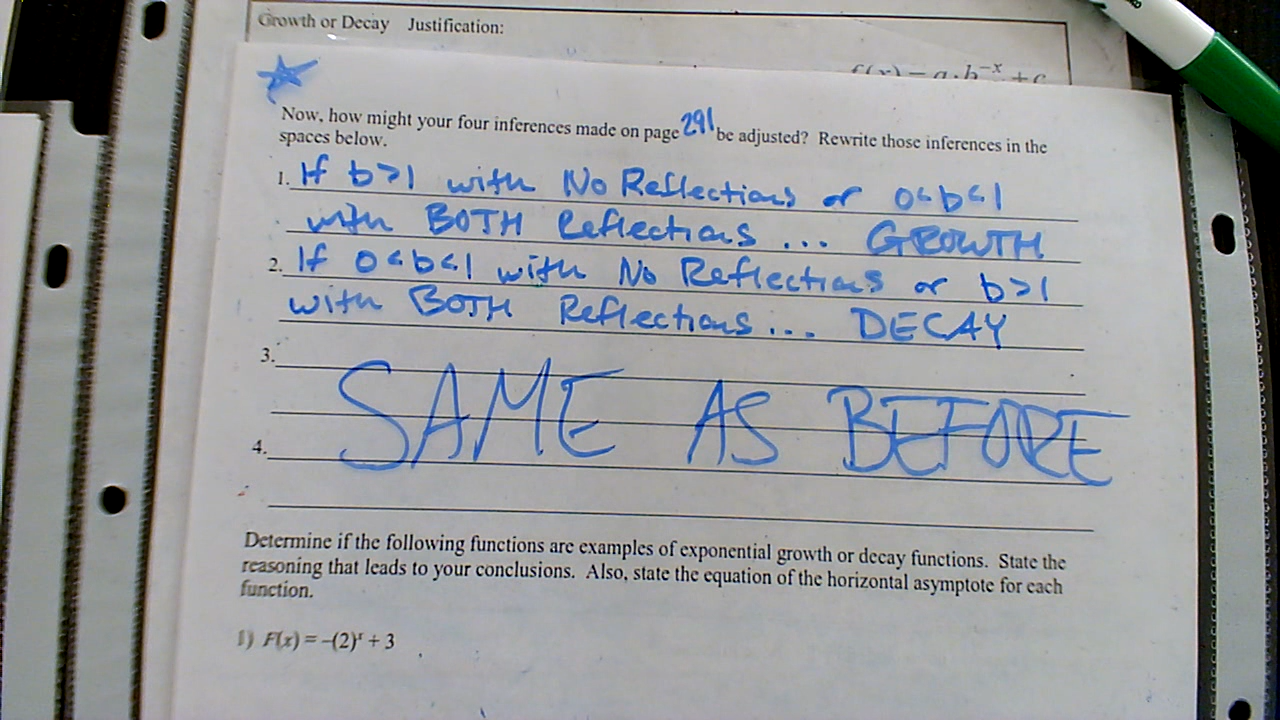 Growth or Decay Justification:
f(x) = a·b^-x + c
Now, how might your four inferences made on page 291 be adjusted? Rewrite those inferences in the
spaces below.
1. If b>1 with No Reflections or 0<b<1
with BOTH Reflections ... GROWTH
2. If 0<b<1 with No Reflections or b>1
with BOTH Reflections ... DECAY
3.
SAME AS BEFORE
4.
Determine if the following functions are examples of exponential growth or decay functions. State the
reasoning that leads to your conclusions. Also, state the equation of the horizontal asymptote for each
function.
1) F(x) = -(2)^x + 3